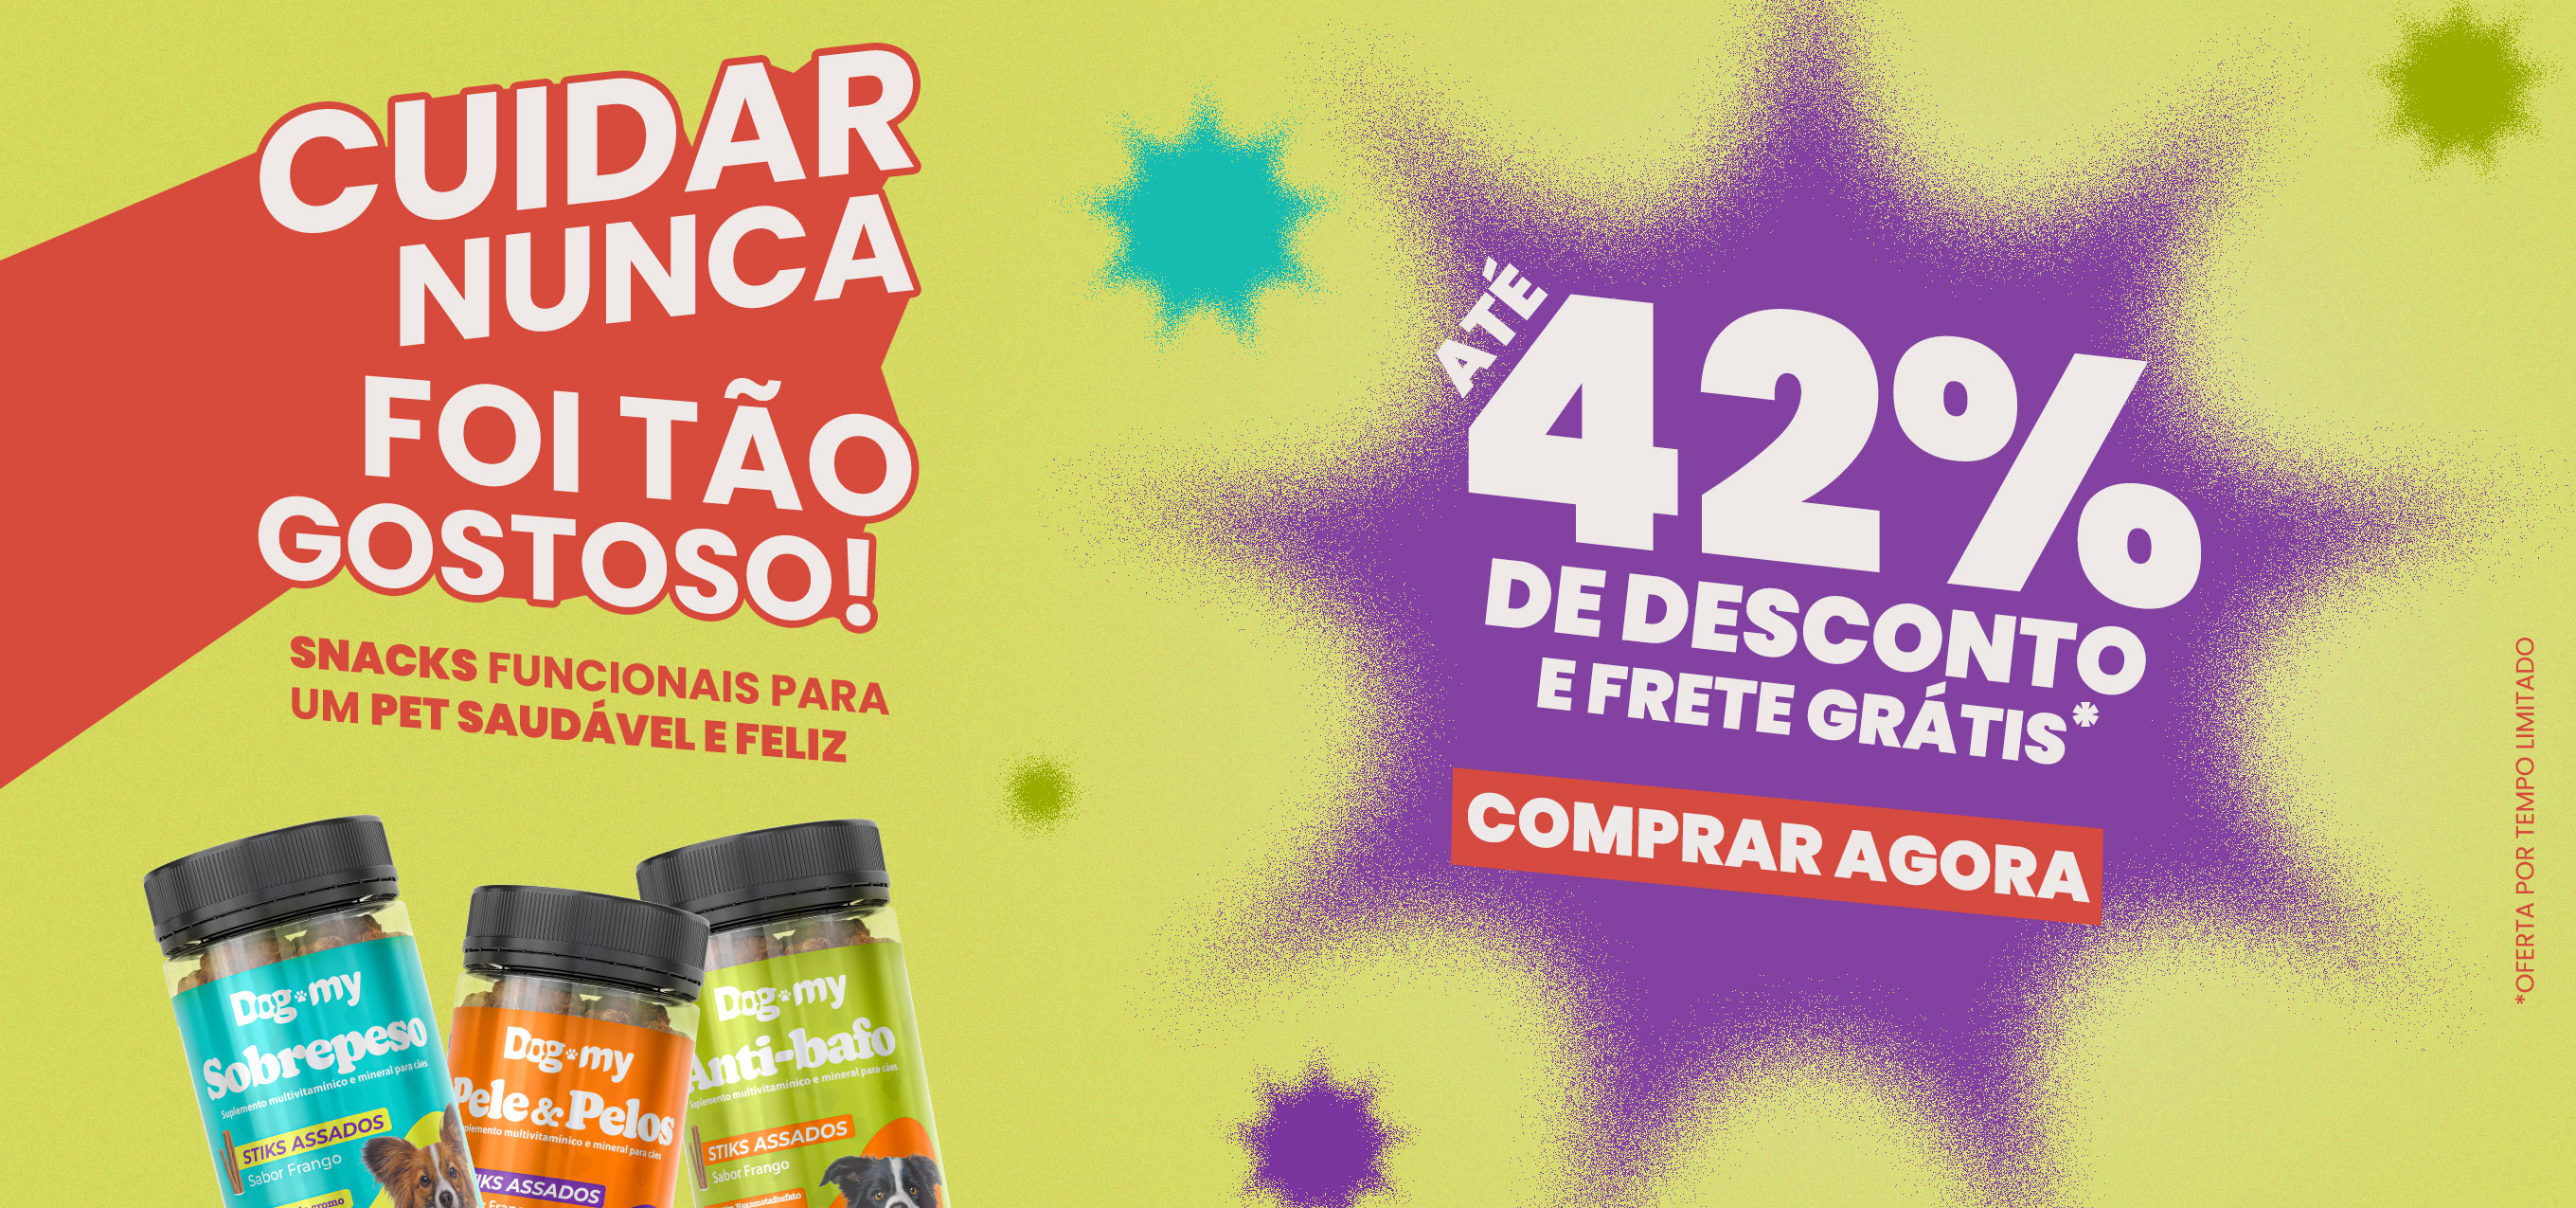 CUIDAR
NUNCA
FOI TÃO
GOSTOSO!
SNACKS FUNCIONAIS PARA
UM PET SAUDÁVEL E FELIZ
ATÉ
42%
DE DESCONTO
E FRETE GRÁTIS*
COMPRAR AGORA
*OFERTA POR TEMPO LIMITADO
Dog my
Sobrepeso
Suplemento multivitamínico e mineral para cães
STIKS ASSADOS
Sabor Frango
Dog my
Pele & Pelos
multivitamínico e mineral para cães
ASSADOS
Dog my
Anti-bafo
Suplemento multivitamínico e mineral para cães
STIKS ASSADOS
Sabor Frango